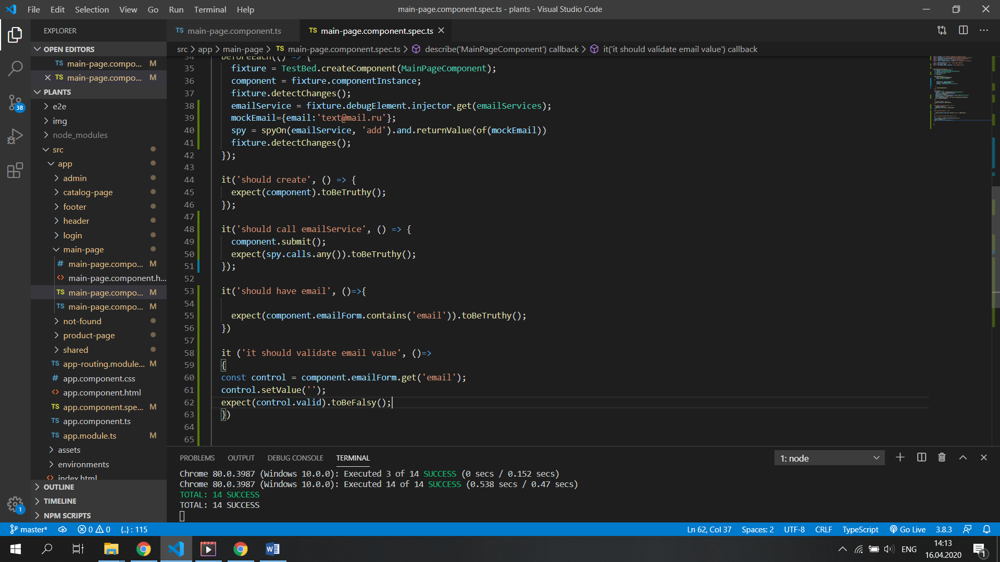 File Edit Selection View Go Run Terminal Help
main-page.component.spec.ts - plants - Visual Studio Code
EXPLORER
OPEN EDITORS
TS main-page.compo... M
TS main-page.compo... M
PLANTS
e2e
img
node_modules
src
app
admin
catalog-page
footer
header
login
main-page
# main-page.compo... M
<> main-page.component.h...
TS main-page.compo... M
TS main-page.compo... M
not-found
product-page
shared
TS app-routing.module... M
# app.component.css
<> app.component.html
TS app.component.spe... M
TS app.component.ts
TS app.module.ts M
assets
environments
<> index.html
OUTLINE
TIMELINE
NPM SCRIPTS
38
1
TS main-page.component.ts
TS main-page.component.spec.ts
src > app > main-page > TS main-page.component.spec.ts > describe('MainPageComponent') callback > it('it should validate email value') callback
34 beforeEach(() => {
35 fixture = TestBed.createComponent(MainPageComponent);
36 component = fixture.componentInstance;
37 fixture.detectChanges();
38 emailService = fixture.debugElement.injector.get(emailServices);
39 mockEmail={email:'text@mail.ru'};
40 spy = spyOn(emailService, 'add').and.returnValue(of(mockEmail))
41 fixture.detectChanges();
42 });
43
44 it('should create', () => {
45 expect(component).toBeTruthy();
46 });
47
48 it('should call emailService', () => {
49 component.submit();
50 expect(spy.calls.any()).toBeTruthy();
51 });
52
53 it('should have email', ()=>{
54
55 expect(component.emailForm.contains('email')).toBeTruthy();
56 })
57
58 it ('it should validate email value', ()=>
59 {
60 const control = component.emailForm.get('email');
61 control.setValue('');
62 expect(control.valid).toBeFalsy();
63 })
64
65
PROBLEMS OUTPUT DEBUG CONSOLE TERMINAL
1: node
Chrome 80.0.3987 (Windows 10.0.0): Executed 3 of 14 SUCCESS (0 secs / 0.152 secs)
Chrome 80.0.3987 (Windows 10.0.0): Executed 14 of 14 SUCCESS (0.538 secs / 0.47 secs)
TOTAL: 14 SUCCESS
TOTAL: 14 SUCCESS
master* 0 0 {..} : 115
Ln 62, Col 37 Spaces: 2 UTF-8 CRLF TypeScript Go Live 3.8.3
ENG
14:13
16.04.2020
1